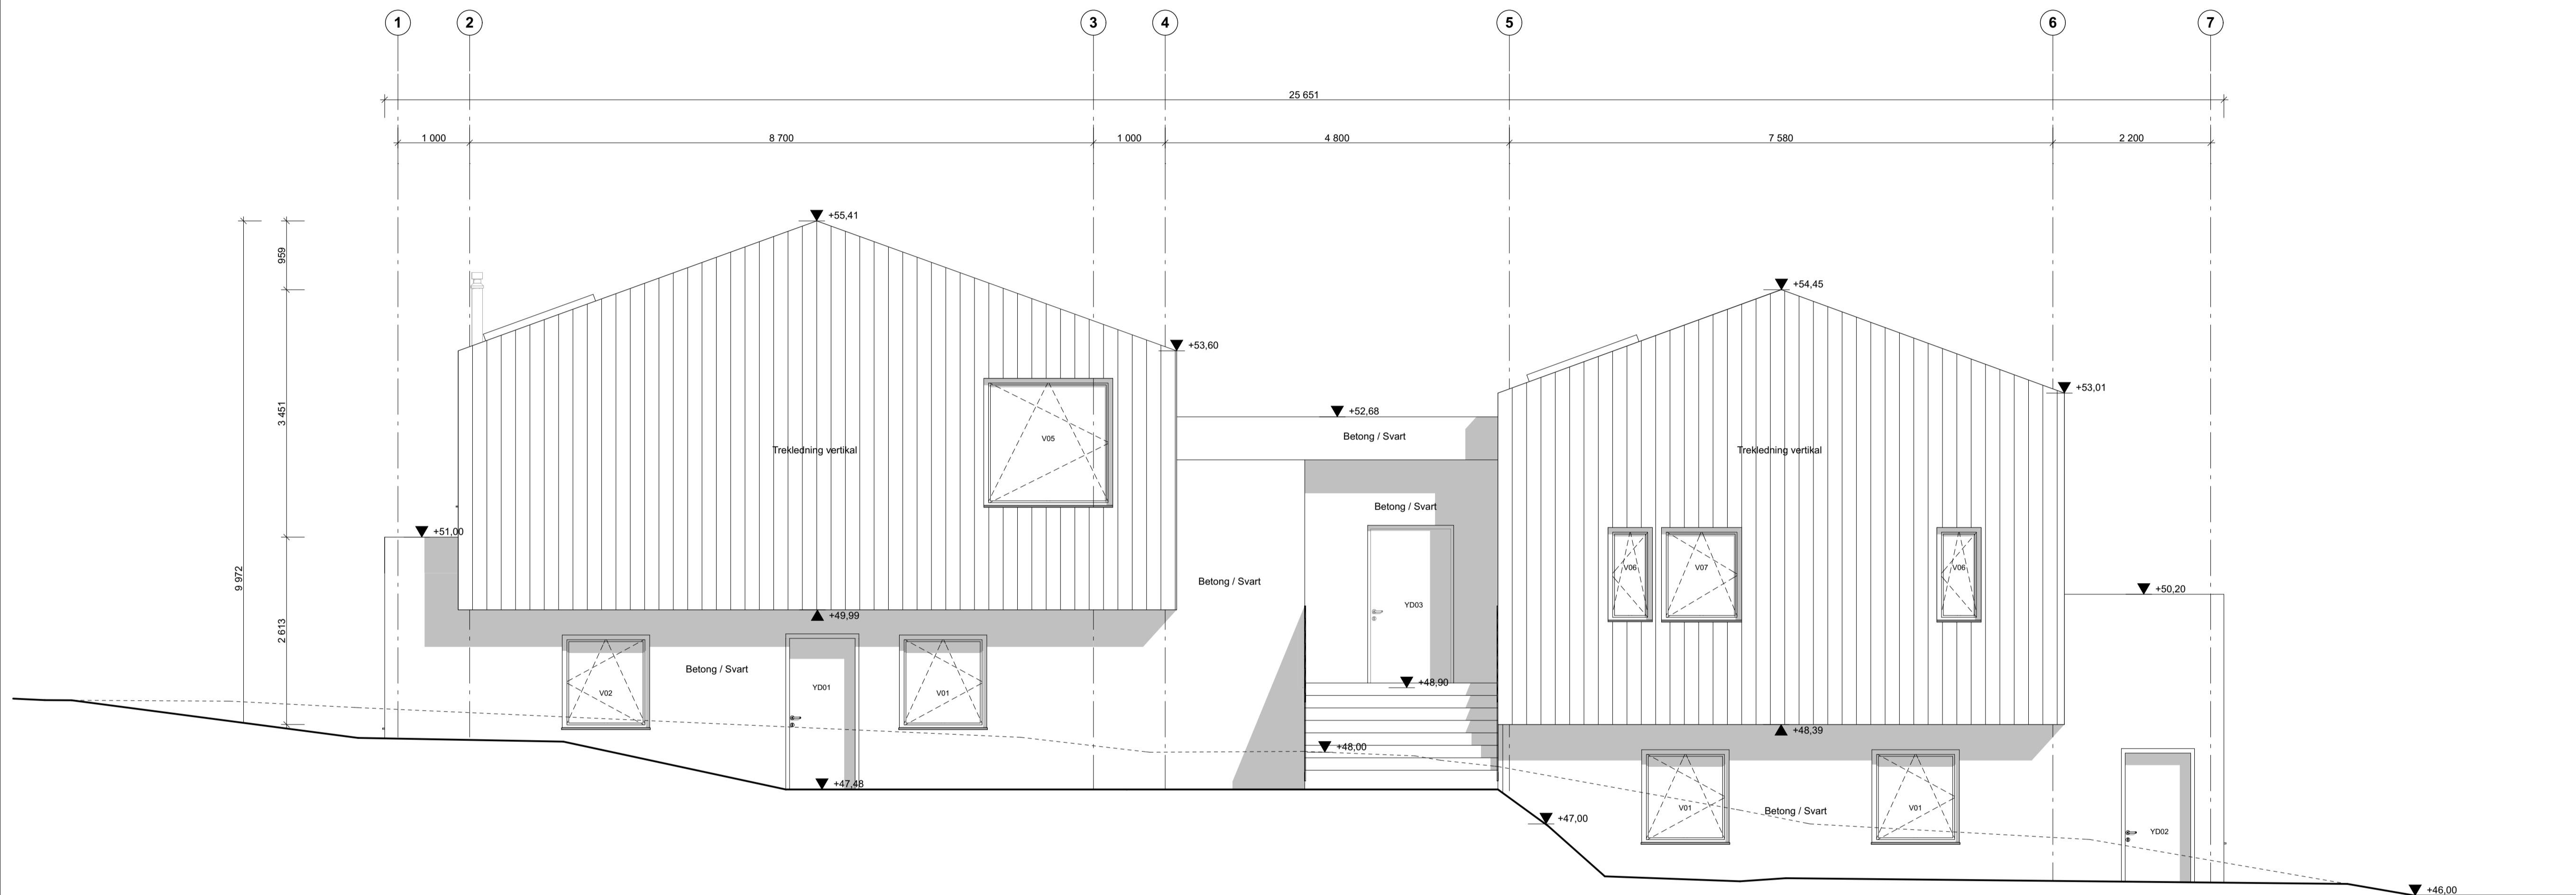 1 2 3 4 5 6 7
25 651
1 000 8 700 1 000 4 800 7 580 2 200
+55,41
959
+54,45
+53,60
+53,01
3 451
+52,68
Betong / Svart
V05
Trekledning vertikal
Trekledning vertikal
Betong / Svart
+51,00
V06
V07
V06
9 972
Betong / Svart
+50,20
YD03
+49,99
2 613
Betong / Svart
+48,90
V02
YD01
V01
+48,39
+48,00
+47,48
V01
Betong / Svart
V01
+47,00
YD02
+46,00